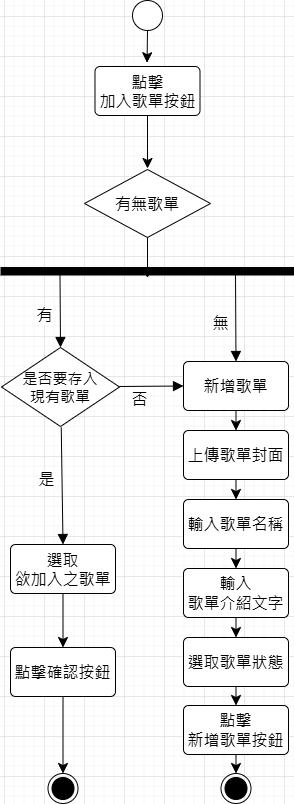 點擊
加入歌單按鈕
有無歌單
有
無
是否要存入
現有歌單
否
新增歌單
上傳歌單封面
是
輸入歌單名稱
選取
欲加入之歌單
輸入
歌單介紹文字
點擊確認按鈕
選取歌單狀態
點擊
新增歌單按鈕